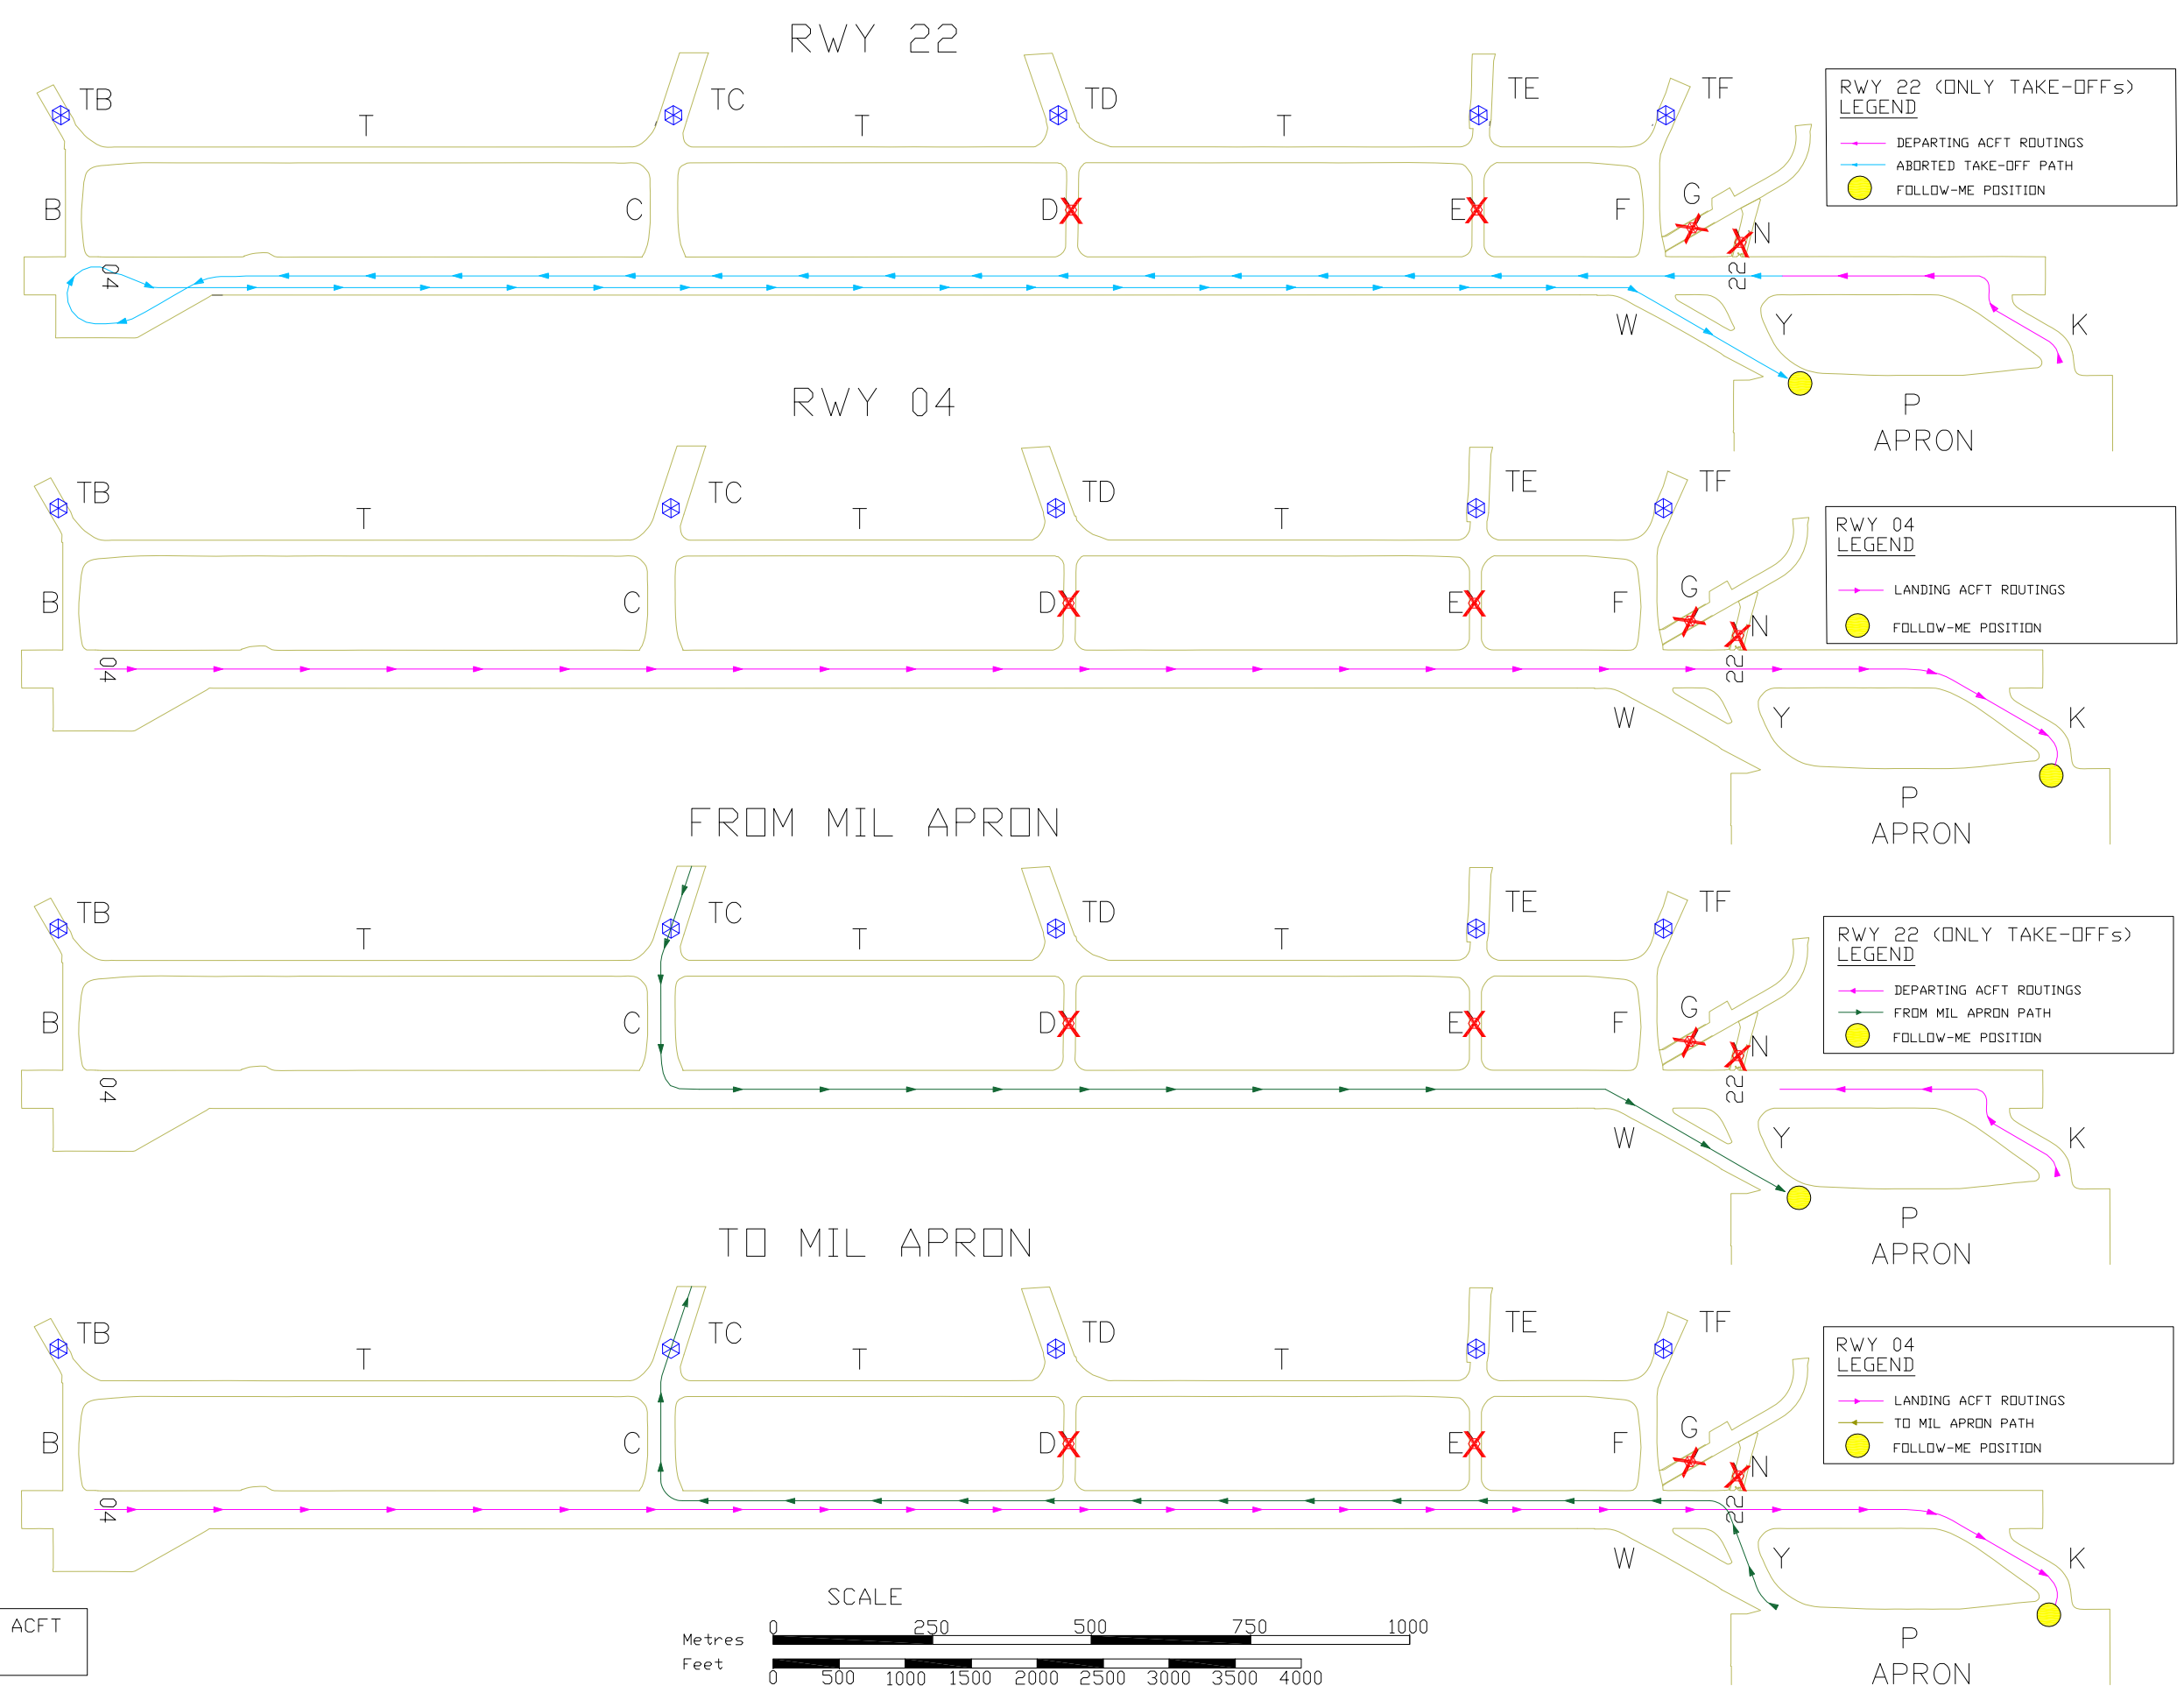 RWY 22
TB
T
TC
T
TD
T
TE
TF
RWY 22 (ONLY TAKE-OFFs)
LEGEND
DEPARTING ACFT ROUTINGS
ABORTED TAKE-OFF PATH
FOLLOW-ME POSITION
B
C
D
E
F
G
N
04
22
W
Y
K
P
APRON
RWY 04
TB
T
TC
T
TD
T
TE
TF
RWY 04
LEGEND
LANDING ACFT ROUTINGS
FOLLOW-ME POSITION
B
C
D
E
F
G
N
04
22
W
Y
K
P
APRON
FROM MIL APRON
TB
T
TC
T
TD
T
TE
TF
RWY 22 (ONLY TAKE-OFFs)
LEGEND
DEPARTING ACFT ROUTINGS
FROM MIL APRON PATH
FOLLOW-ME POSITION
B
C
D
E
F
G
N
04
22
W
Y
K
P
APRON
TO MIL APRON
TB
T
TC
T
TD
T
TE
TF
RWY 04
LEGEND
LANDING ACFT ROUTINGS
TO MIL APRON PATH
FOLLOW-ME POSITION
B
C
D
E
F
G
N
04
22
W
Y
K
P
APRON
ACFT
SCALE
0 250 500 750 1000
Metres
Feet
0 500 1000 1500 2000 2500 3000 3500 4000